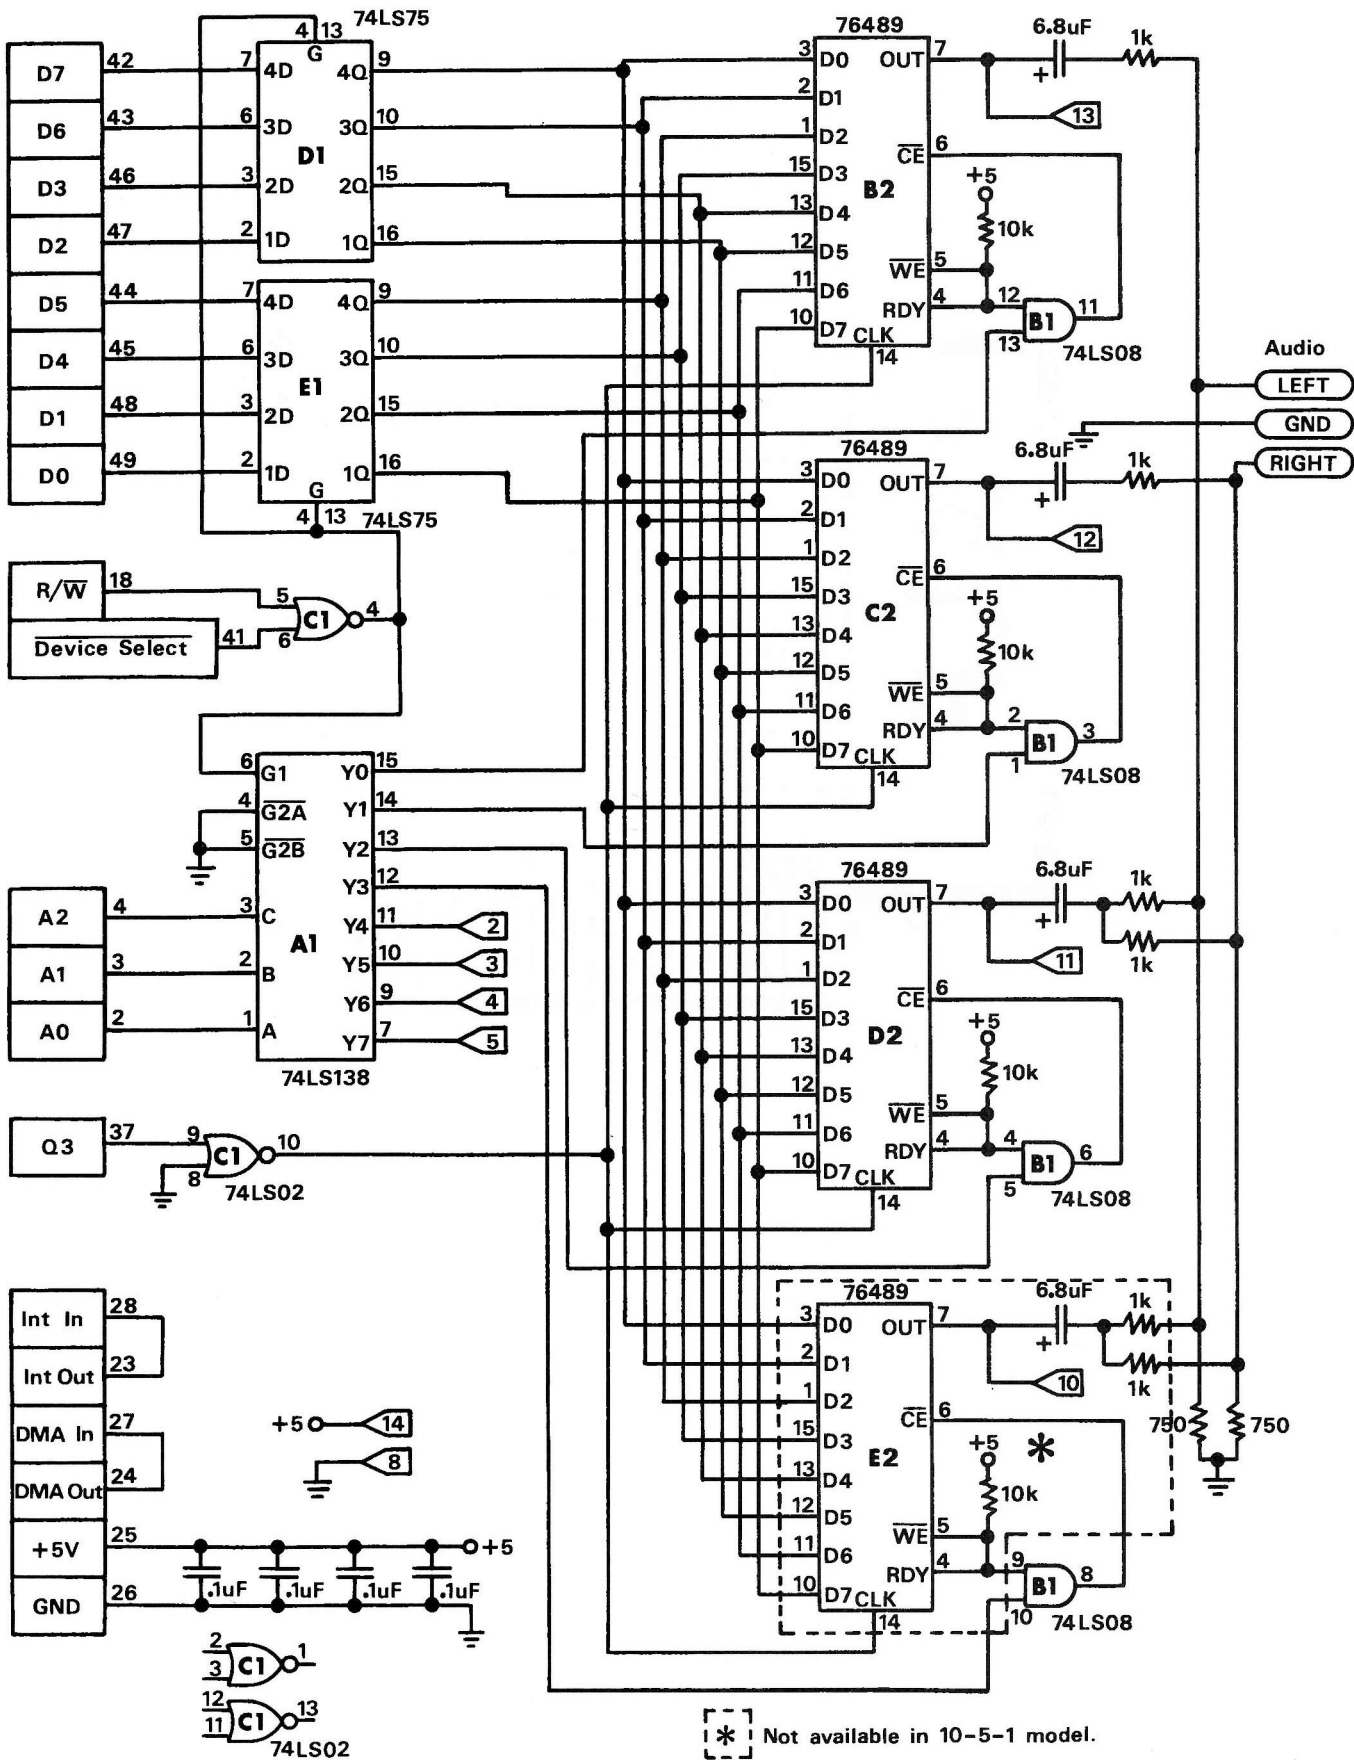 74LS75
4 13
G
D7 42 7 4D 4Q 9
D6 43 6 3D 3Q 10
D1
D3 46 3 2D 2Q 15
D2 47 2 1D 1Q 16
D5 44 7 4D 4Q 9
D4 45 6 3D 3Q 10
E1
D1 48 3 2D 2Q 15
D0 49 2 1D 1Q 16
G
4 13
74LS75
R/W 18 5
C1 4
Device Select 41 6
6 G1 Y0 15
4 G2A Y1 14
5 G2B Y2 13
Y3 12
A2 4 3 C Y4 11 2
A1
A1 3 2 B Y5 10 3
Y6 9 4
A0 2 1 A Y7 7 5
74LS138
Q3 37 9
C1 10
8
74LS02
Int In 28
Int Out 23
DMA In 27
DMA Out 24
+5 14
8
+5V 25 +5
.1uF .1uF .1uF .1uF
GND 26
2
C1 1
3
12
C1 13
11
74LS02
76489
3 D0 OUT 7
6.8uF
+
1k
13
2 D1
1 D2
CE 6
15 D3
B2
+5
10k
13 D4
12 D5
WE 5
11 D6
RDY 4 12
B1 11
13
74LS08
10 D7 CLK
14
Audio
LEFT
GND
RIGHT
76489
3 D0 OUT 7
6.8uF
+
1k
12
2 D1
1 D2
CE 6
15 D3
C2
+5
10k
13 D4
12 D5
WE 5
11 D6
RDY 4 2
B1 3
1
74LS08
10 D7 CLK
14
76489
3 D0 OUT 7
6.8uF
+
1k
1k
11
2 D1
1 D2
CE 6
15 D3
D2
+5
10k
13 D4
12 D5
WE 5
11 D6
RDY 4 4
B1 6
5
74LS08
10 D7 CLK
14
76489
3 D0 OUT 7
6.8uF
+
1k
1k
10
2 D1
1 D2
CE 6
15 D3
E2
+5
10k
*
750 750
13 D4
12 D5
WE 5
11 D6
RDY 4 9
B1 8
10
74LS08
10 D7 CLK
14
* Not available in 10-5-1 model.